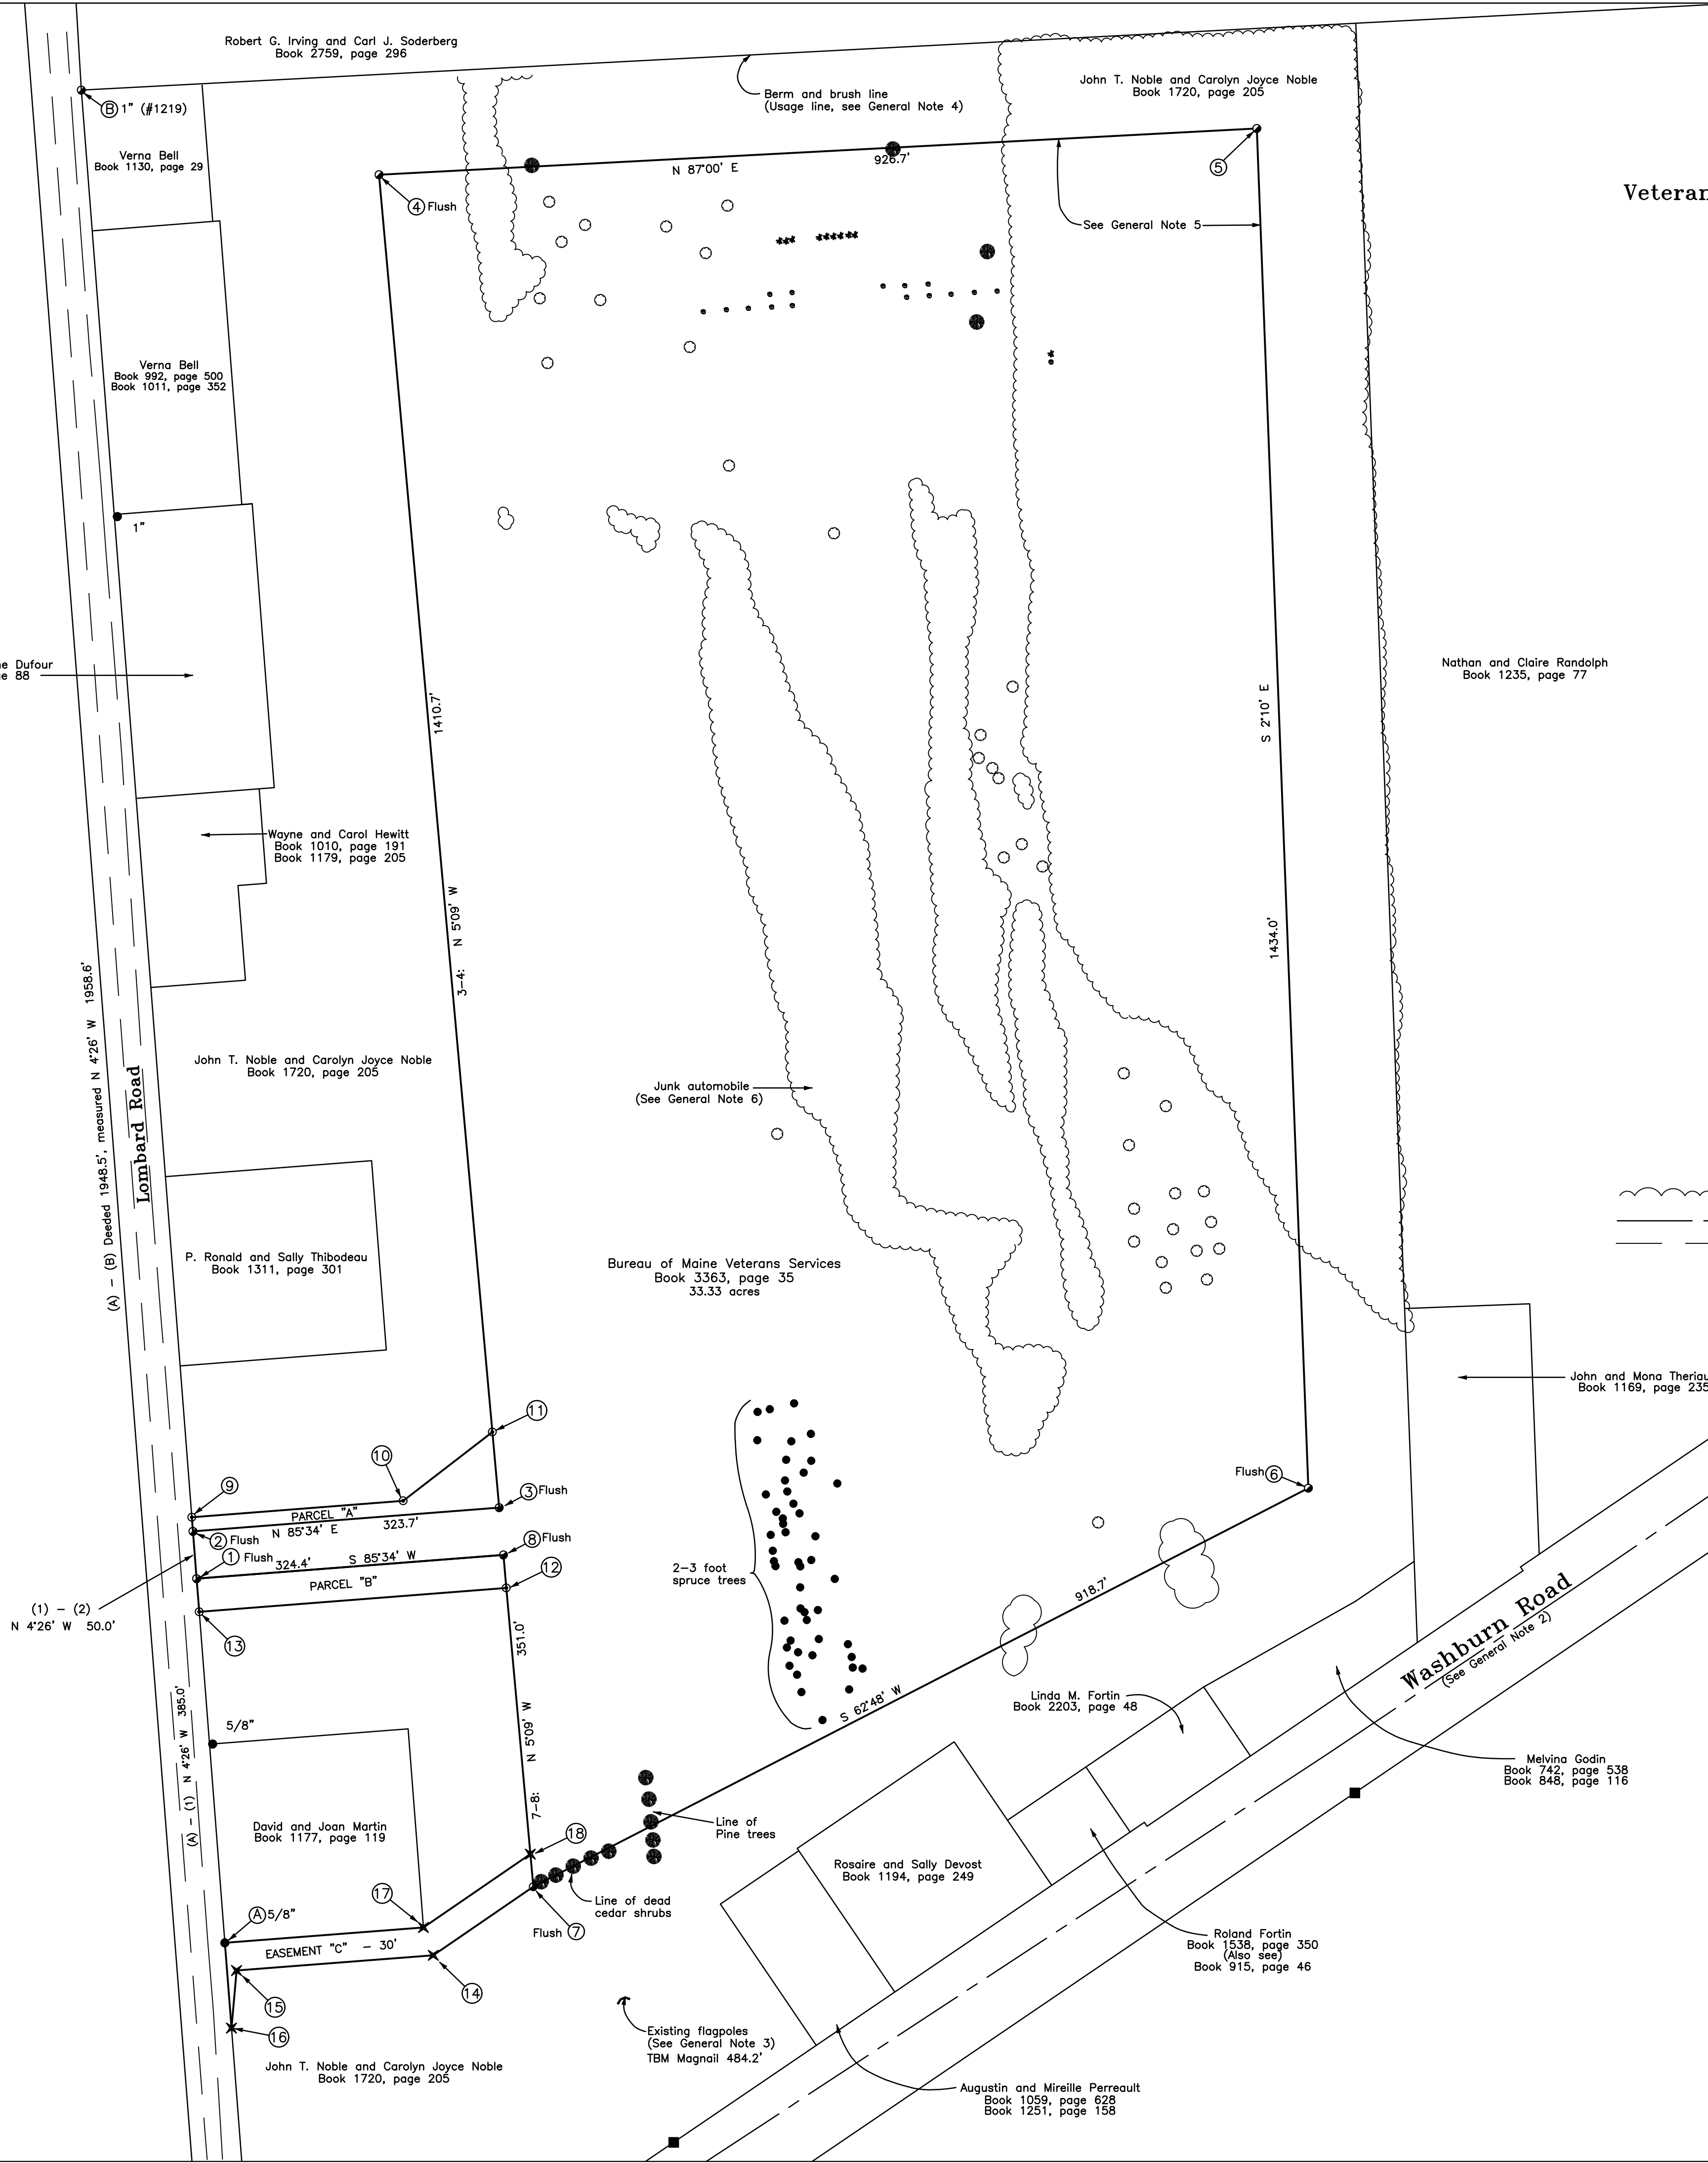 Robert G. Irving and Carl J. Soderberg
Book 2759, page 296
B 1" (#1219)
Berm and brush line
(Usage line, see General Note 4)
John T. Noble and Carolyn Joyce Noble
Book 1720, page 205
Verna Bell
Book 1130, page 29
N 87°00' E
926.7'
5
4 Flush
See General Note 5
Veteran
Verna Bell
Book 992, page 500
Book 1011, page 352
1"
e Dufour
e 88
Nathan and Claire Randolph
Book 1235, page 77
1410.7'
S 2°10' E
Wayne and Carol Hewitt
Book 1010, page 191
Book 1179, page 205
3-4: N 5°09' W
1434.0'
(A) - (B) Deeded 1948.5', measured N 4°26' W 1958.6'
Lombard Road
John T. Noble and Carolyn Joyce Noble
Book 1720, page 205
Junk automobile
(See General Note 6)
P. Ronald and Sally Thibodeau
Book 1311, page 301
Bureau of Maine Veterans Services
Book 3363, page 35
33.33 acres
John and Mona Theriau
Book 1169, page 235
11
10
9
3 Flush
Flush 6
PARCEL "A"
N 85°34' E 323.7'
2 Flush
8 Flush
1 Flush
324.4' S 85°34' W
12
PARCEL "B"
2-3 foot
spruce trees
918.7'
(1) - (2)
N 4°26' W 50.0'
13
351.0'
Washburn Road
(See General Note 2)
S 62°48' W
Linda M. Fortin
Book 2203, page 48
5/8"
(A) - (1) N 4°26' W 385.0'
7-8: N 5°09' W
Melvina Godin
Book 742, page 538
Book 848, page 116
David and Joan Martin
Book 1177, page 119
18
Line of
Pine trees
Rosaire and Sally Devost
Book 1194, page 249
17
Line of dead
cedar shrubs
A 5/8"
Flush 7
EASEMENT "C" - 30'
Roland Fortin
Book 1538, page 350
(Also see)
Book 915, page 46
14
15
16
Existing flagpoles
(See General Note 3)
TBM Magnail 484.2'
John T. Noble and Carolyn Joyce Noble
Book 1720, page 205
Augustin and Mireille Perreault
Book 1059, page 628
Book 1251, page 158